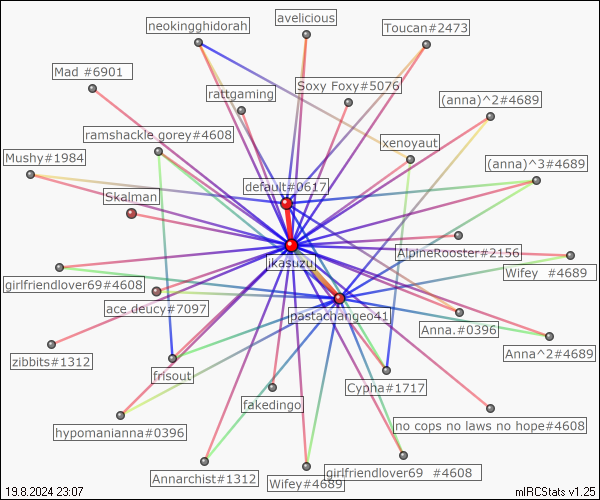 avelicious
neokingghidorah
Toucan#2473
Mad #6901
Soxy Foxy#5076
rattgaming
(anna)^2#4689
ramshackle gorey#4608
xenoyaut
Mushy#1984
(anna)^3#4689
default#0617
Skalman
AlpineRooster#2156
ikasuzu
Wifey  #4689
girlfriendlover69#4608
ace deucy#7097
pastachangeo41
Anna.#0396
Anna^2#4689
zibbits#1312
frisout
Cypha#1717
fakedingo
no cops no laws no hope#4608
hypomanianna#0396
girlfriendlover69  #4608
Annarchist#1312
Wifey#4689
19.8.2024 23:07
mIRCStats v1.25